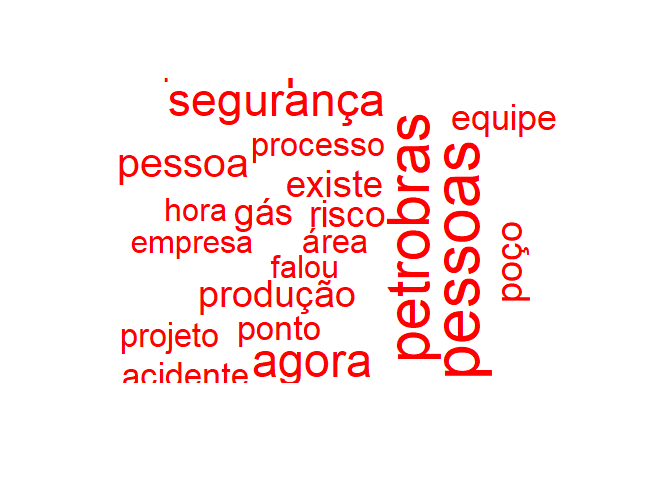 segurança
equipe
processo
pessoa
existe
hora
gás
risco
empresa
área
falou
produção
projeto
ponto
agora
acidente
petrobras
pessoas
poço